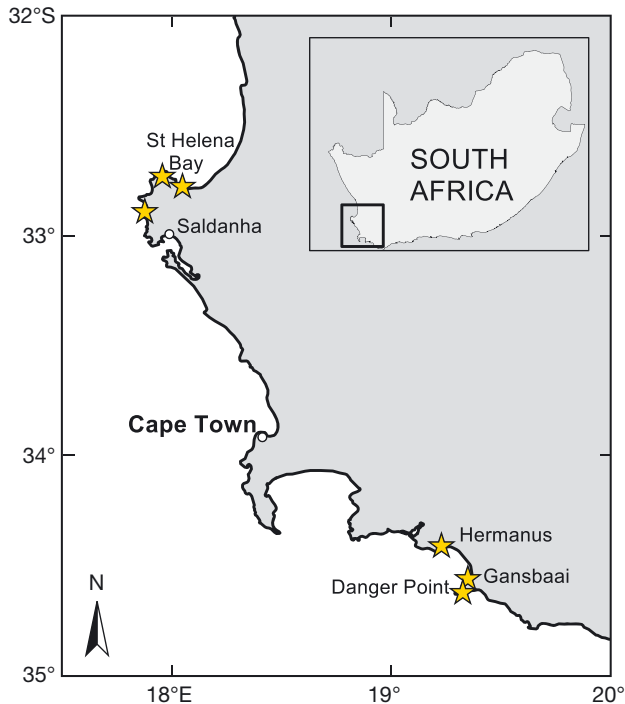 32°S
St Helena
Bay
SOUTH
AFRICA
Saldanha
33°
Cape Town
34°
Hermanus
Gansbaai
Danger Point
N
35°
18°E
19°
20°